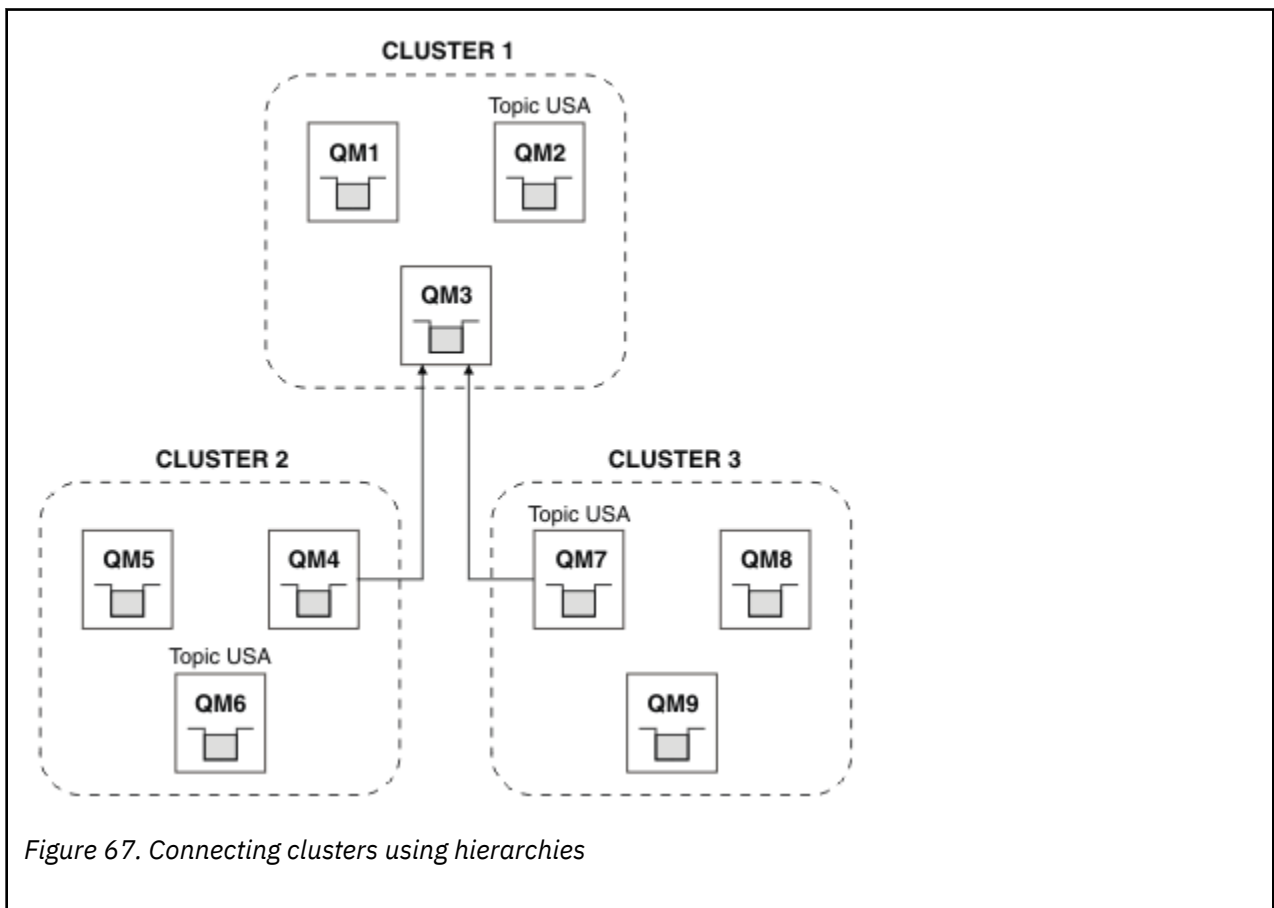 CLUSTER 1
Topic USA
QM1
QM2
QM3
CLUSTER 2
CLUSTER 3
Topic USA
QM5
QM4
QM7
QM8
Topic USA
QM6
QM9
Figure 67. Connecting clusters using hierarchies